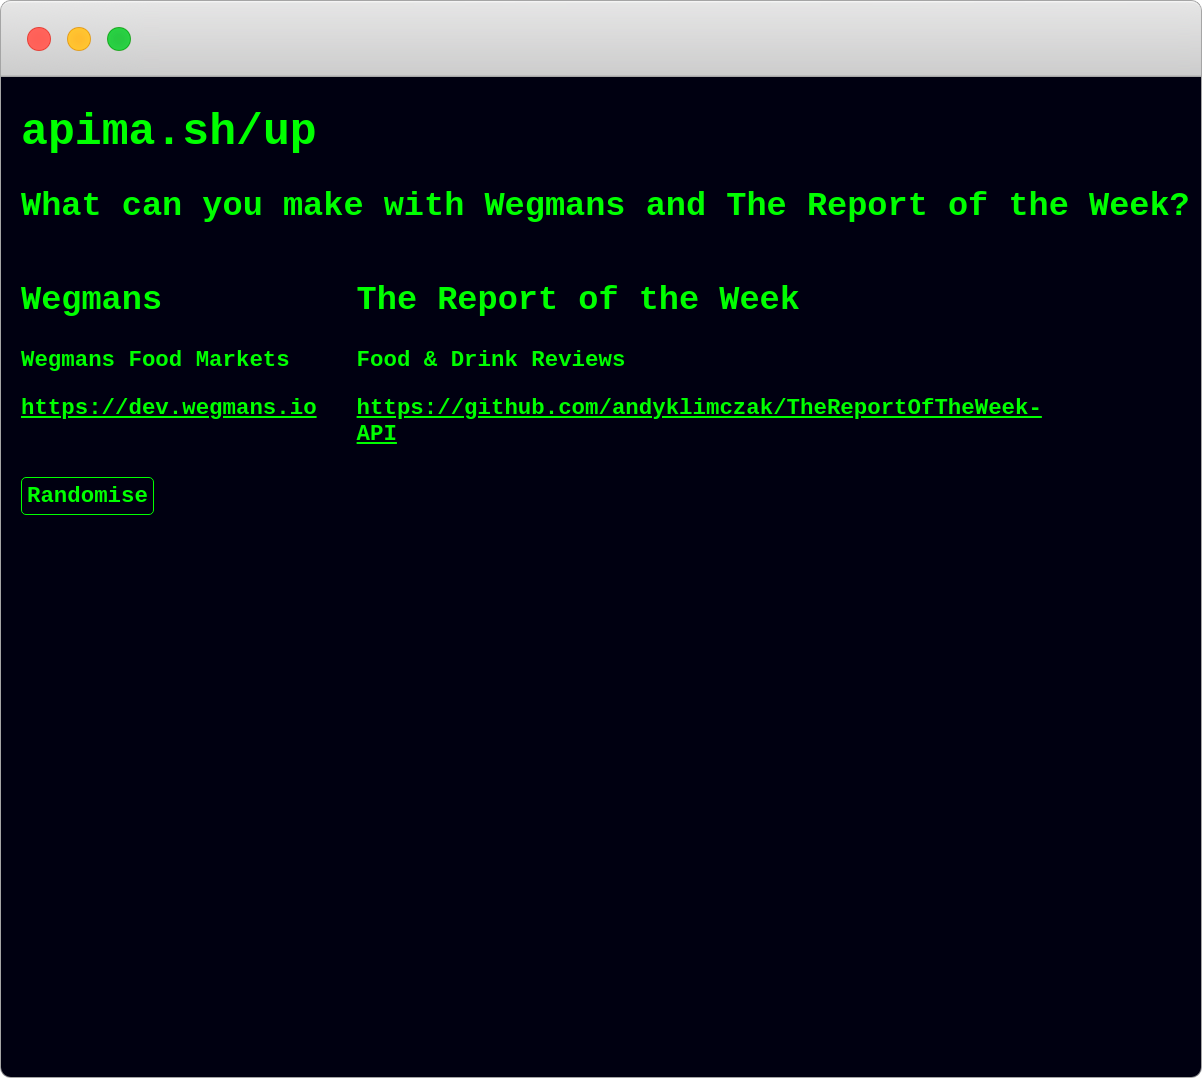 apima.sh/up
What can you make with Wegmans and The Report of the Week?
Wegmans
The Report of the Week
Wegmans Food Markets
Food & Drink Reviews
https://dev.wegmans.io
https://github.com/andyklimczak/TheReportOfTheWeek-
API
Randomise